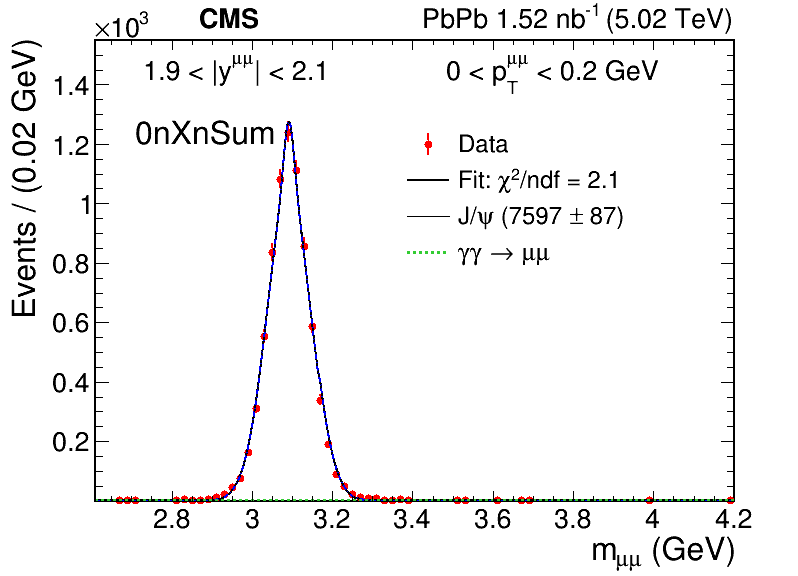 ×10³ CMS PbPb 1.52 nb⁻¹ (5.02 TeV)
1.9 < |y^μμ| < 2.1 0 < p_T^μμ < 0.2 GeV
0nXnSum
Data
Fit: χ²/ndf = 2.1
J/ψ (7597 ± 87)
γγ → μμ
Events / (0.02 GeV)
1.4
1.2
1
0.8
0.6
0.4
0.2
2.8 3 3.2 3.4 3.6 3.8 4 4.2
m_μμ (GeV)